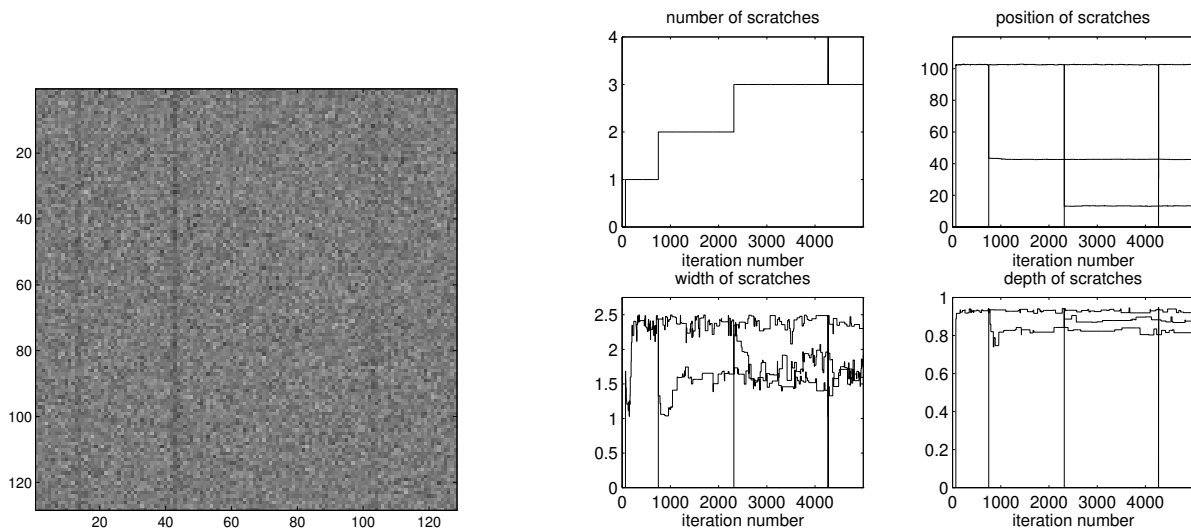 20
40
60
80
100
120
20 40 60 80 100 120
number of scratches
4
3
2
1
0
0 1000 2000 3000 4000
iteration number
position of scratches
100
80
60
40
20
0
0 1000 2000 3000 4000
iteration number
width of scratches
2.5
2
1.5
1
0
0 1000 2000 3000 4000
iteration number
depth of scratches
1
0.8
0.6
0.4
0.2
0
0 1000 2000 3000 4000
iteration number